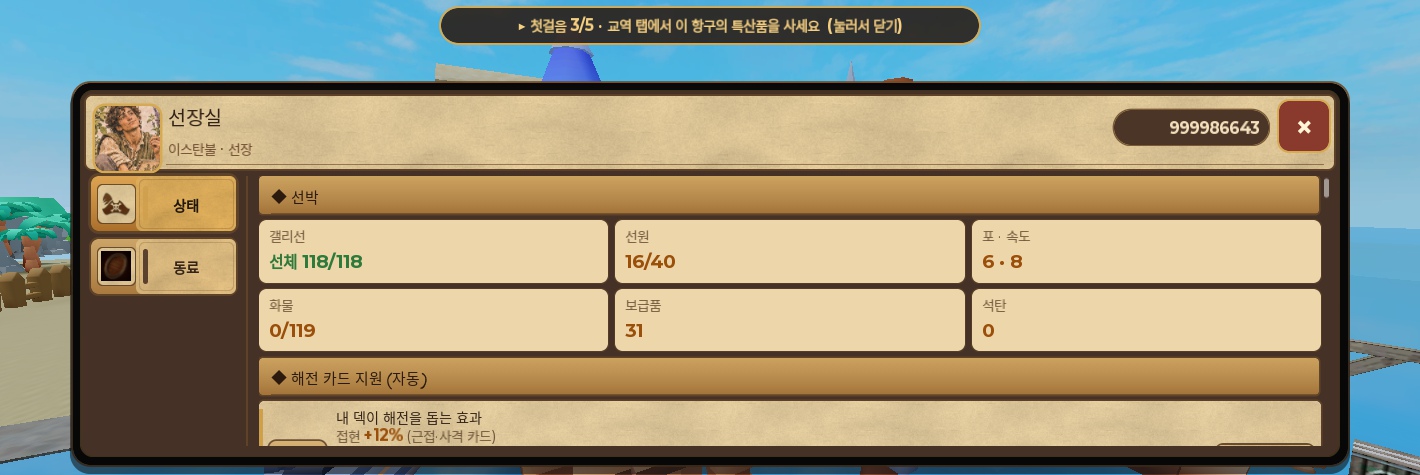 ▸ 첫걸음 3/5 · 교역 탭에서 이 항구의 특산품을 사세요 (눌러서 닫기)
선장실
이스탄불 · 선장
999986643
×
상태
동료
◆ 선박
갤리선
선체 118/118
선원
16/40
포 · 속도
6 · 8
화물
0/119
보급품
31
석탄
0
◆ 해전 카드 지원 (자동)
내 덱이 해전을 돕는 효과
접현 +12% (근접·사격 카드)